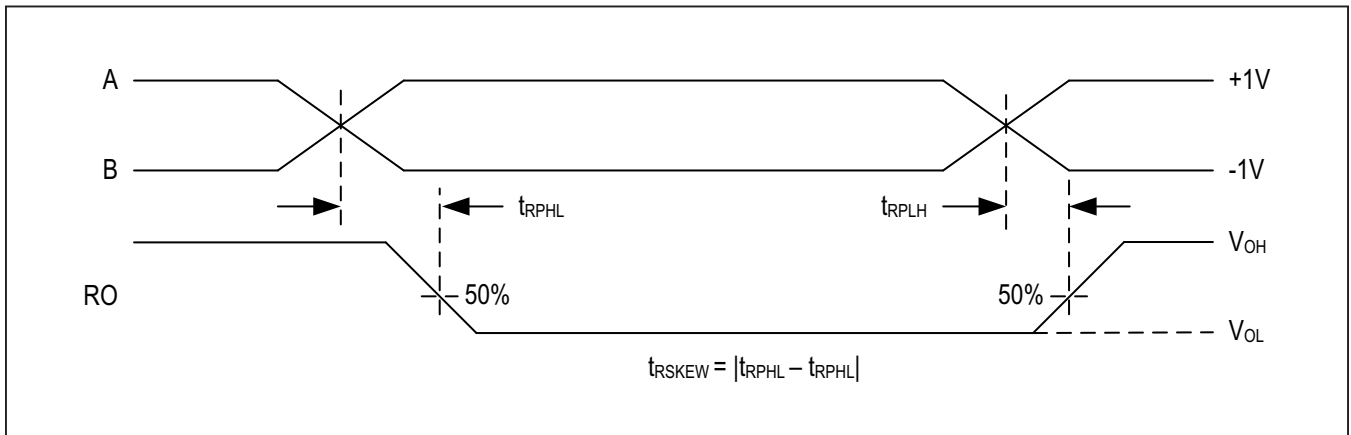 A
+1V
B
-1V
tRPHL
tRPLH
VOH
RO
50%
50%
VOL
tRSKEW = |tRPHL – tRPHL|